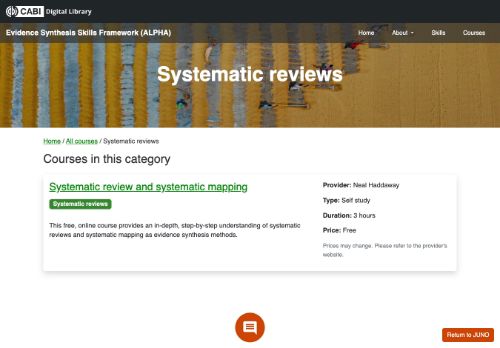 CABI Digital Library
Evidence Synthesis Skills Framework (ALPHA)
Home About Skills Courses
Systematic reviews
Home / All courses / Systematic reviews
Courses in this category
Systematic review and systematic mapping
Systematic reviews
This free, online course provides an in-depth, step-by-step understanding of systematic
reviews and systematic mapping as evidence synthesis methods.
Provider: Neal Haddaway
Type: Self study
Duration: 3 hours
Price: Free
Prices may change. Please refer to the provider's
website.
Return to JUNO